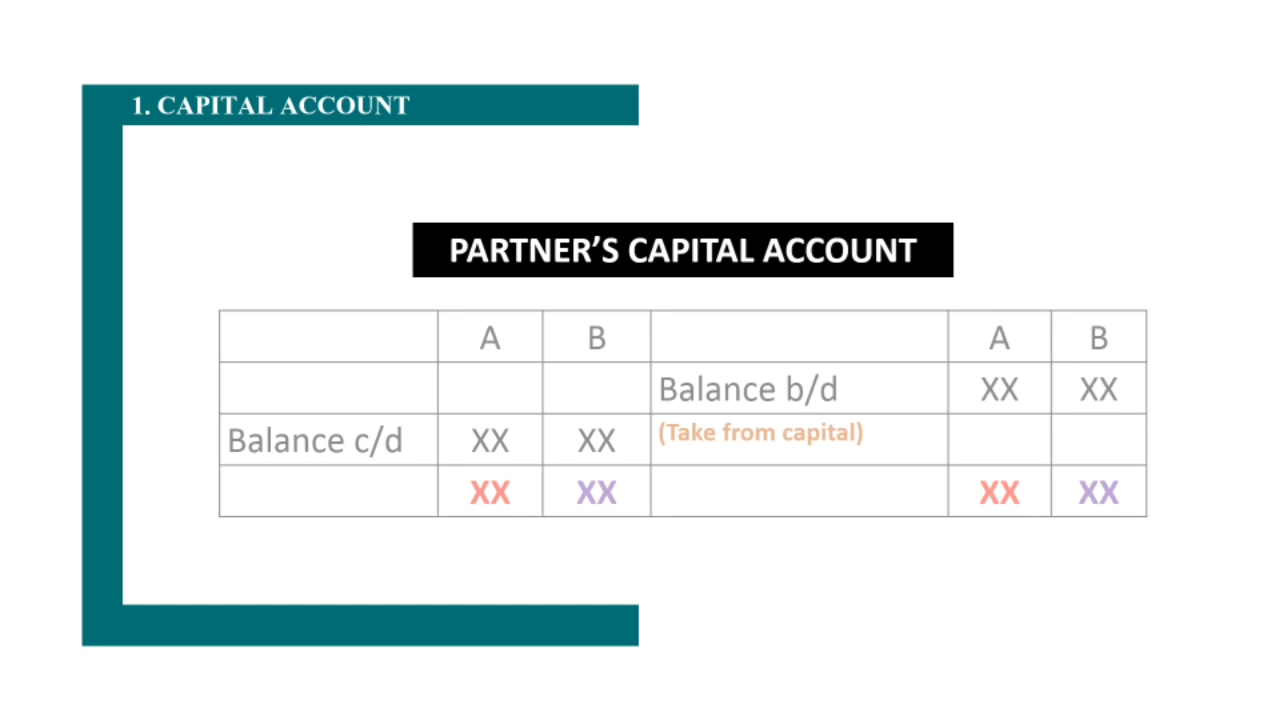 1. CAPITAL ACCOUNT
PARTNER’S CAPITAL ACCOUNT
A B A B
Balance b/d XX XX
Balance c/d XX XX (Take from capital)
XX XX XX XX